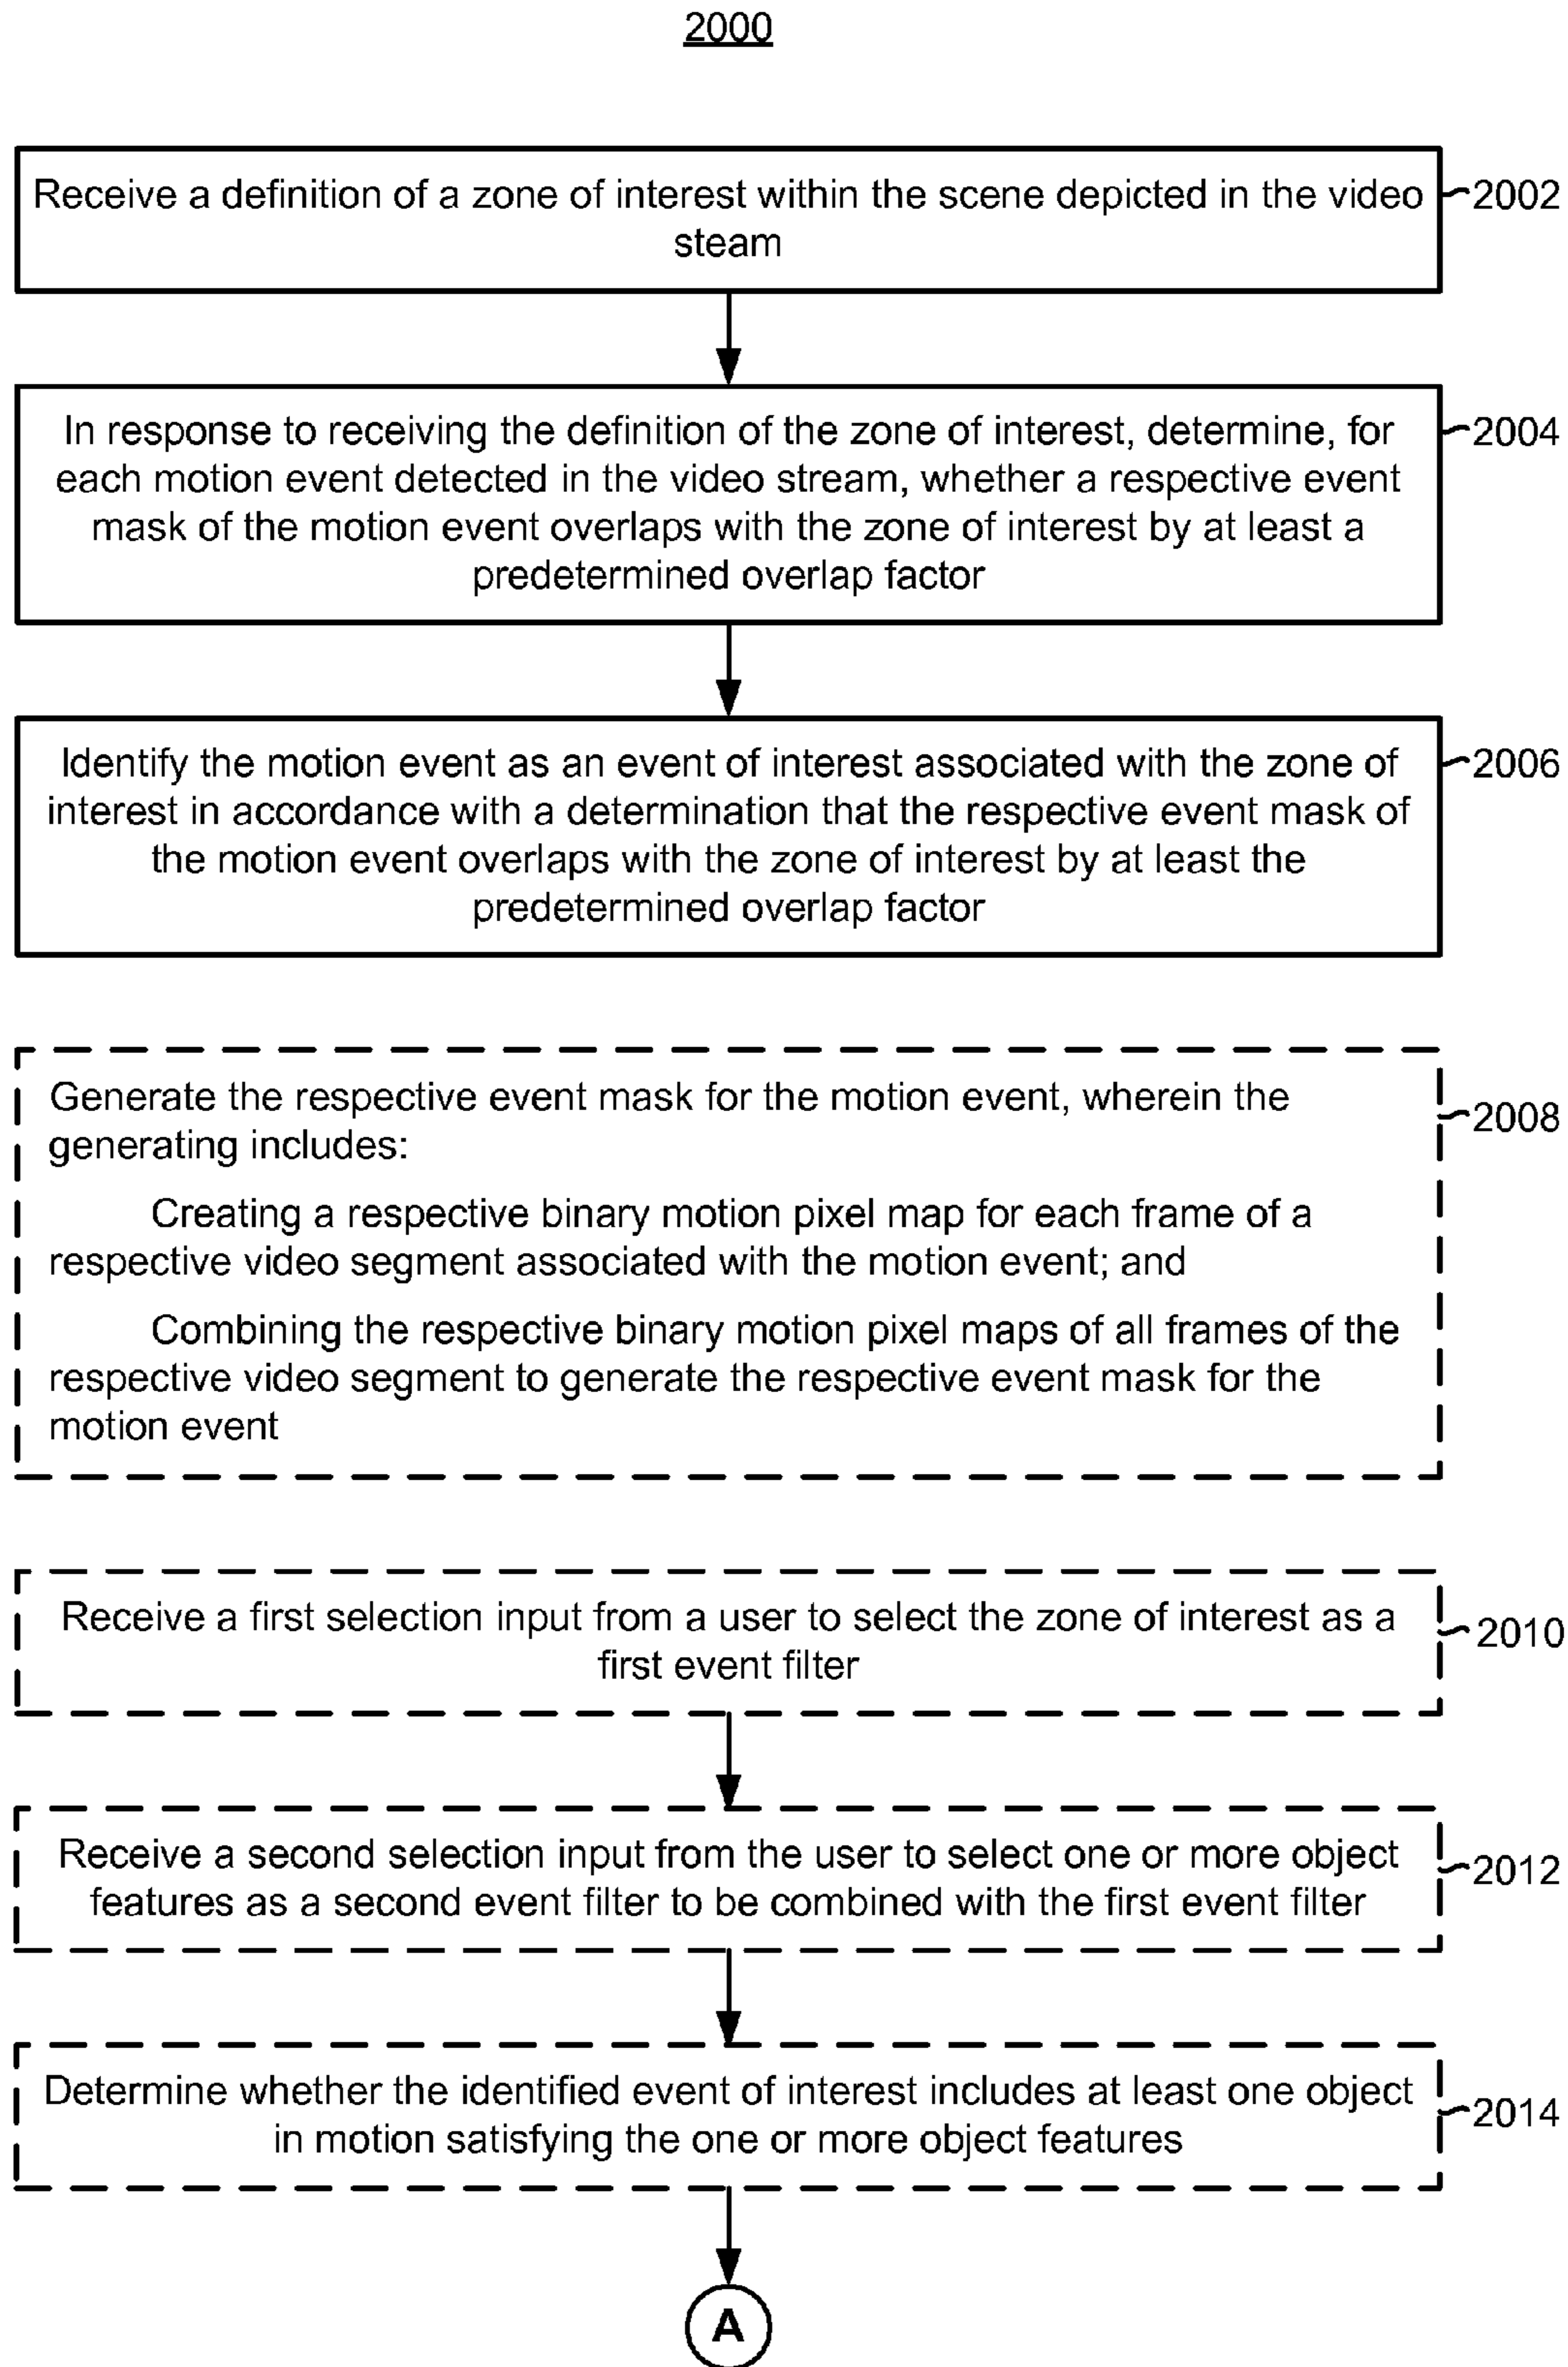 2000
Receive a definition of a zone of interest within the scene depicted in the video
steam
2002
In response to receiving the definition of the zone of interest, determine, for
each motion event detected in the video stream, whether a respective event
mask of the motion event overlaps with the zone of interest by at least a
predetermined overlap factor
2004
Identify the motion event as an event of interest associated with the zone of
interest in accordance with a determination that the respective event mask of
the motion event overlaps with the zone of interest by at least the
predetermined overlap factor
2006
Generate the respective event mask for the motion event, wherein the
generating includes:
Creating a respective binary motion pixel map for each frame of a
respective video segment associated with the motion event; and
Combining the respective binary motion pixel maps of all frames of the
respective video segment to generate the respective event mask for the
motion event
2008
Receive a first selection input from a user to select the zone of interest as a
first event filter
2010
Receive a second selection input from the user to select one or more object
features as a second event filter to be combined with the first event filter
2012
Determine whether the identified event of interest includes at least one object
in motion satisfying the one or more object features
2014
A